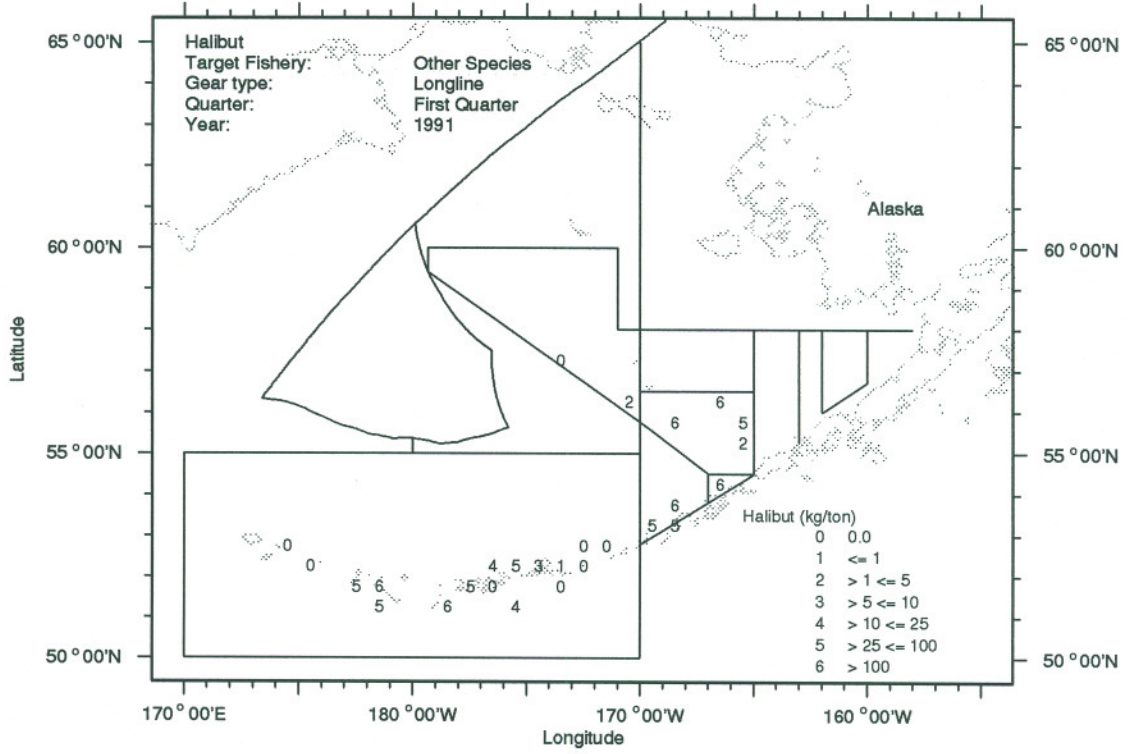 65 °00'N
65 °00'N
Halibut
Target Fishery: Other Species
Gear type: Longline
Quarter: First Quarter
Year: 1991
Alaska
60 °00'N
60 °00'N
Latitude
0
2 6
6 5
2
55 °00'N
55 °00'N
6
6
5 5
Halibut (kg/ton)
0 0.0
1 <= 1
2 > 1 <= 5
3 > 5 <= 10
4 > 10 <= 25
5 > 25 <= 100
6 > 100
0 0 0
0 4 5 3 1 0
5 6 5 0 0
5 6 4
50 °00'N
50 °00'N
170 °00'E
180 °00'W
170 °00'W
160 °00'W
Longitude